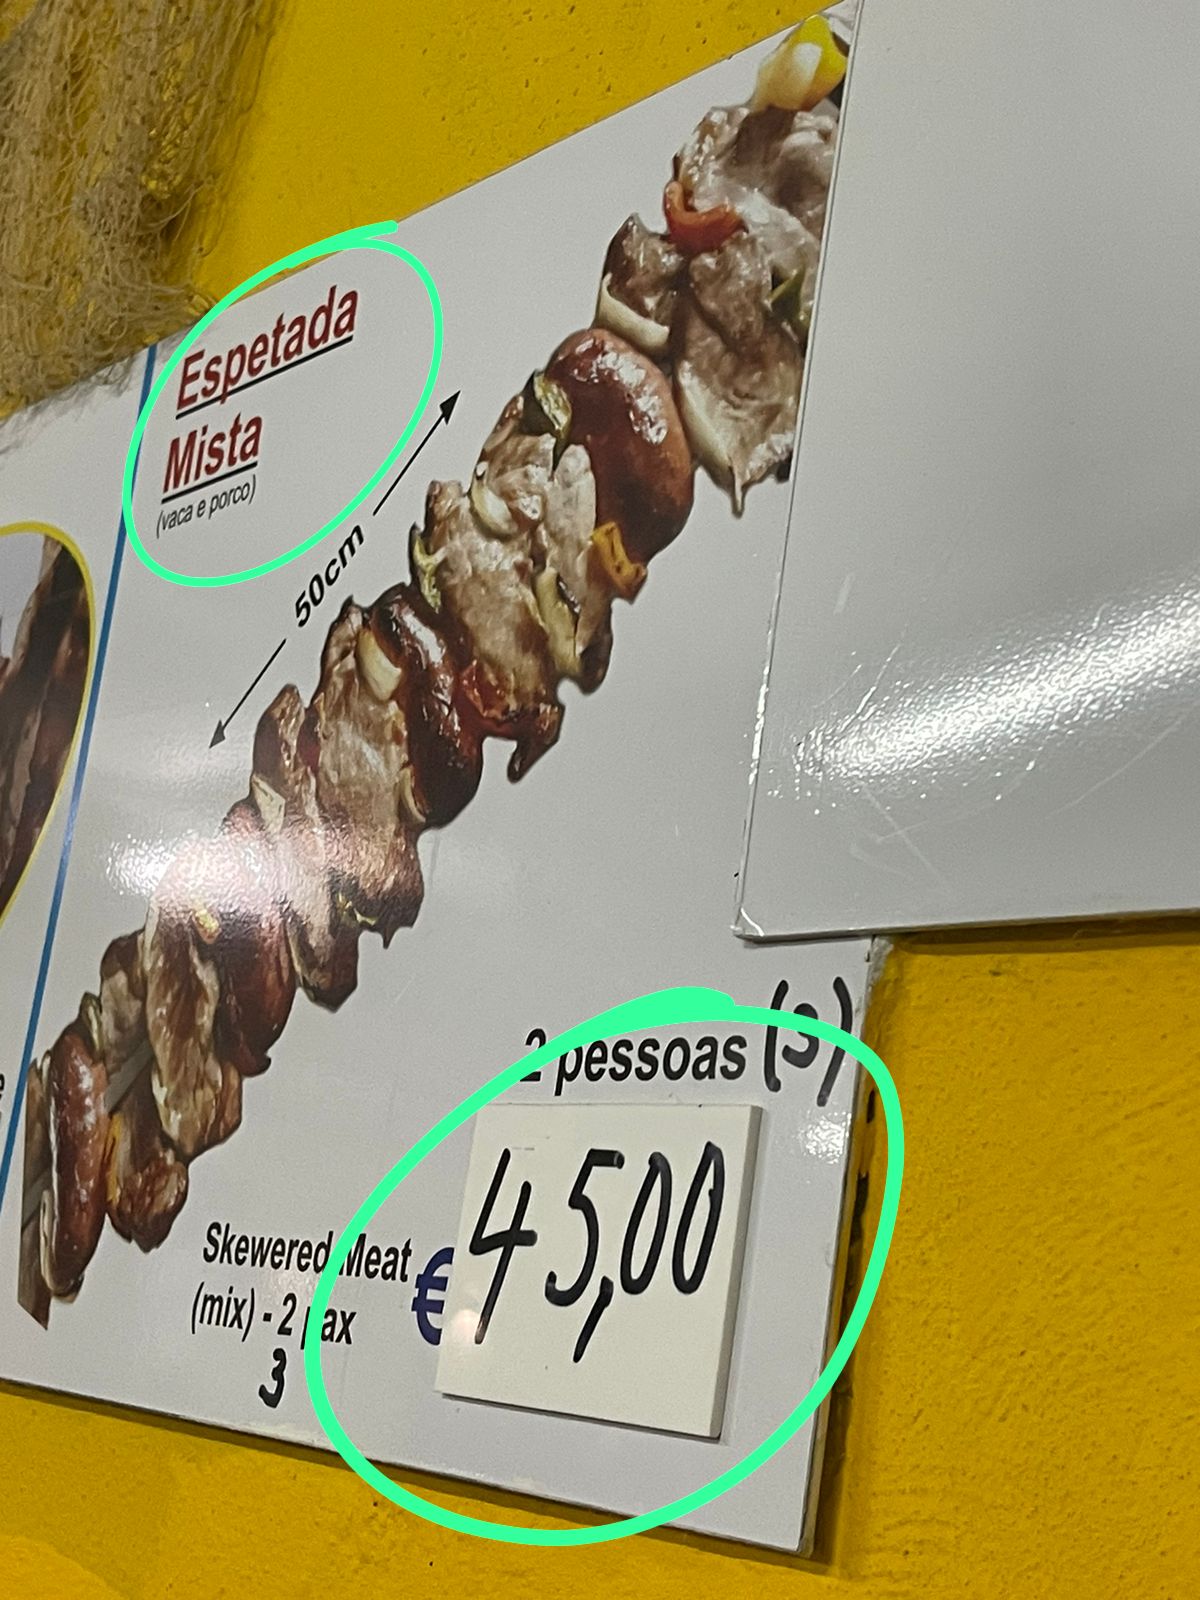 Espetada
Mista
(vaca e porco)
50cm
2 pessoas (3)
Skewered Meat
(mix) - 2 pax
3
€ 45,00